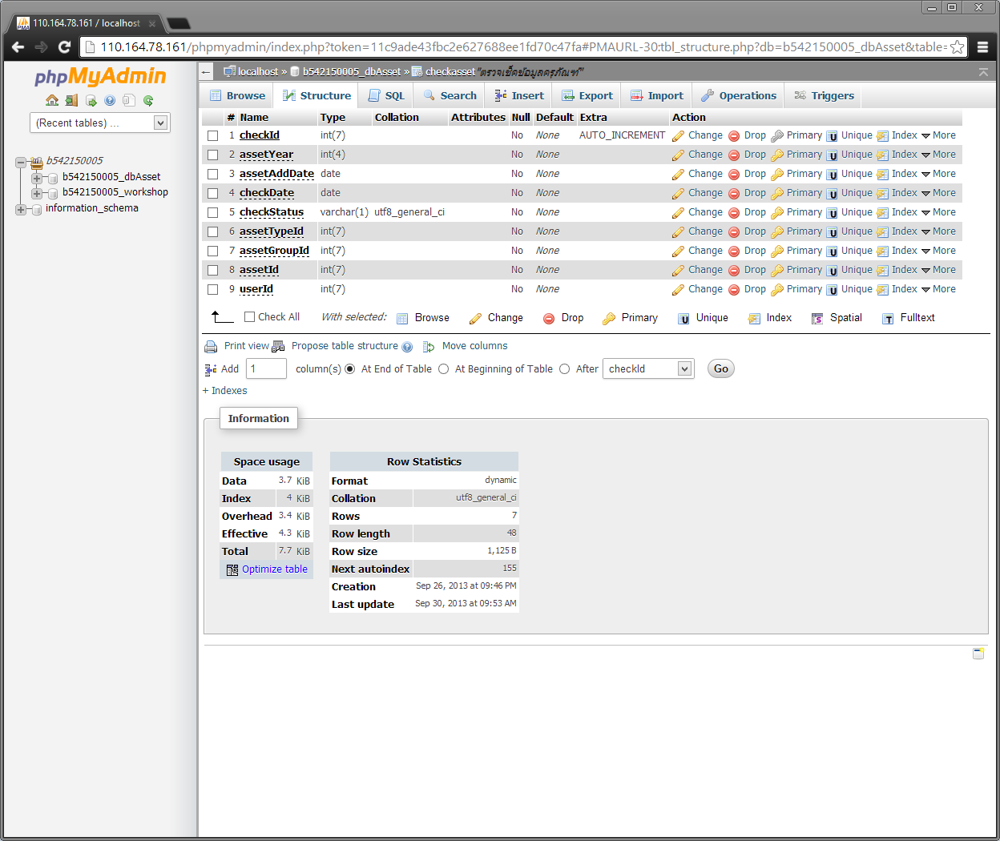 110.164.78.161 / localhost
110.164.78.161/phpmyadmin/index.php?token=11c9ade43fbc2e627688ee1fd70c47fa#PMAURL-30:tbl_structure.php?db=b542150005_dbAsset&table=
phpMyAdmin
(Recent tables) ...
b542150005
b542150005_dbAsset
b542150005_workshop
information_schema
localhost » b542150005_dbAsset » checkasset "ตรวจเช็คข้อมูลครุภัณฑ์"
Browse Structure SQL Search Insert Export Import Operations Triggers
# Name Type Collation Attributes Null Default Extra Action
1 checkId int(7) No None AUTO_INCREMENT Change Drop Primary Unique Index More
2 assetYear int(4) No None Change Drop Primary Unique Index More
3 assetAddDate date No None Change Drop Primary Unique Index More
4 checkDate date No None Change Drop Primary Unique Index More
5 checkStatus varchar(1) utf8_general_ci No None Change Drop Primary Unique Index More
6 assetTypeId int(7) No None Change Drop Primary Unique Index More
7 assetGroupId int(7) No None Change Drop Primary Unique Index More
8 assetId int(7) No None Change Drop Primary Unique Index More
9 userId int(7) No None Change Drop Primary Unique Index More
Check All With selected: Browse Change Drop Primary Unique Index Spatial Fulltext
Print view Propose table structure Move columns
Add 1 column(s) At End of Table At Beginning of Table After checkId Go
+ Indexes
Information
Space usage
Data 3.7 KiB
Index 4 KiB
Overhead 3.4 KiB
Effective 4.3 KiB
Total 7.7 KiB
Optimize table
Row Statistics
Format dynamic
Collation utf8_general_ci
Rows 7
Row length 48
Row size 1,125 B
Next autoindex 155
Creation Sep 26, 2013 at 09:46 PM
Last update Sep 30, 2013 at 09:53 AM